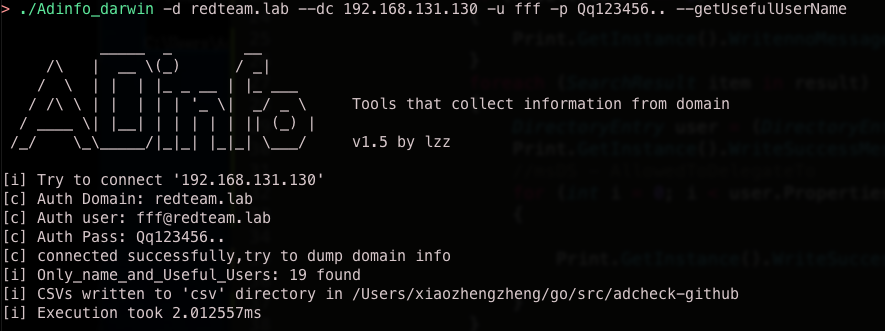 > ./Adinfo_darwin -d redteam.lab --dc 192.168.131.130 -u fff -p Qq123456.. --getUsefulUserName
ADinfo
Tools that collect information from domain
v1.5 by lzz
[i] Try to connect '192.168.131.130'
[c] Auth Domain: redteam.lab
[c] Auth user: fff@redteam.lab
[c] Auth Pass: Qq123456..
[c] connected successfully,try to dump domain info
[i] Only_name_and_Useful_Users: 19 found
[i] CSVs written to 'csv' directory in /Users/xiaozhengzheng/go/src/adcheck-github
[i] Execution took 2.012557ms